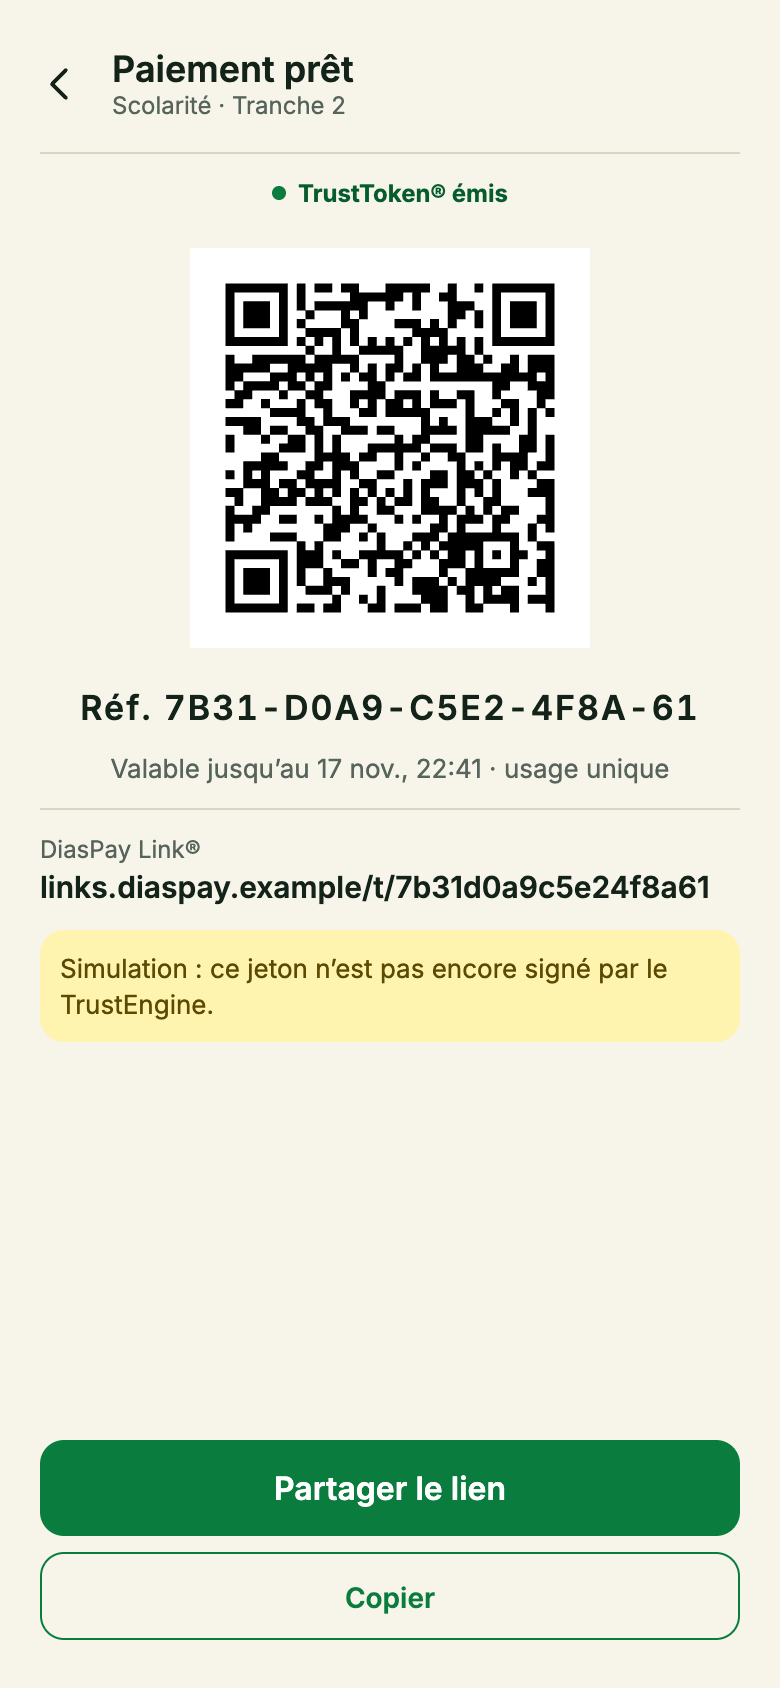 Paiement prêt
Scolarité · Tranche 2
TrustToken® émis
Réf. 7B31-D0A9-C5E2-4F8A-61
Valable jusqu’au 17 nov., 22:41 · usage unique
DiasPay Link®
links.diaspay.example/t/7b31d0a9c5e24f8a61
Simulation : ce jeton n’est pas encore signé par le
TrustEngine.
Partager le lien
Copier